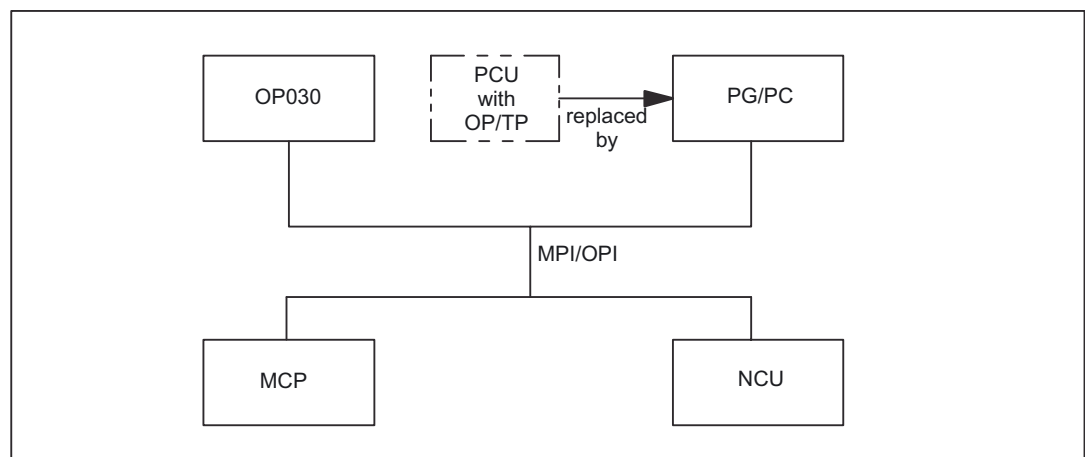 OP030
PCU
with
OP/TP
replaced
by
PG/PC
MPI/OPI
MCP
NCU